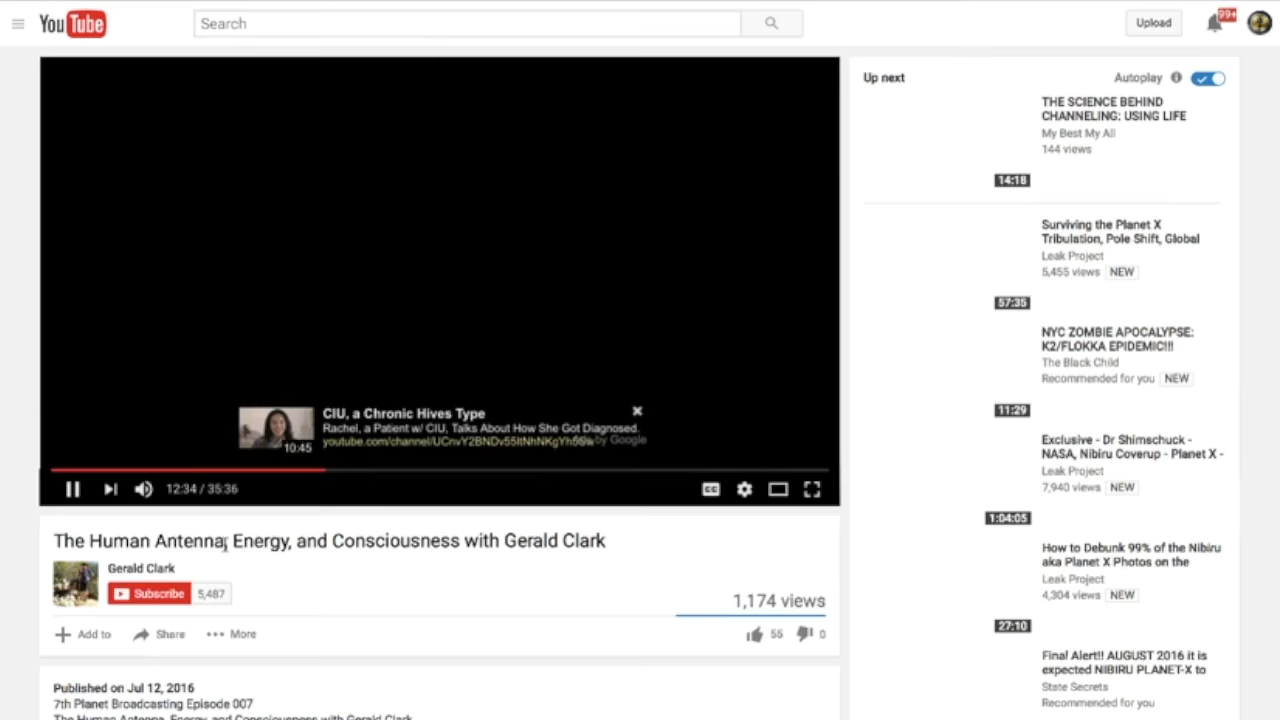 YouTube
Search
Upload
99+
CIU, a Chronic Hives Type
Rachel, a Patient w/ CIU, Talks About How She Got Diagnosed.
10:45
by Google
12:34 / 35:36
CC
The Human Antenna, Energy, and Consciousness with Gerald Clark
Gerald Clark
Subscribe 5,487
1,174 views
Add to Share More
55 0
Published on Jul 12, 2016
7th Planet Broadcasting Episode 007
The Human Antenna, Energy, and Consciousness with Gerald Clark
Up next
Autoplay
THE SCIENCE BEHIND
CHANNELING: USING LIFE
My Best My All
144 views
14:18
Surviving the Planet X
Tribulation, Pole Shift, Global
Leak Project
5,455 views NEW
57:35
NYC ZOMBIE APOCALYPSE:
K2/FLOKKA EPIDEMIC!!!
The Black Child
Recommended for you NEW
11:29
Exclusive - Dr Shimschuck -
NASA, Nibiru Coverup - Planet X -
Leak Project
7,940 views NEW
1:04:05
How to Debunk 99% of the Nibiru
aka Planet X Photos on the
Leak Project
4,304 views NEW
27:10
Final Alert!! AUGUST 2016 it is
expected NIBIRU PLANET-X to
State Secrets
Recommended for you